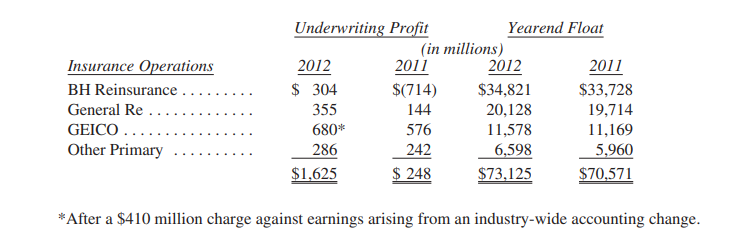 Underwriting Profit Yearend Float
(in millions)
Insurance Operations 2012 2011 2012 2011
BH Reinsurance . . . . . . . . . $ 304 $(714) $34,821 $33,728
General Re . . . . . . . . . . . . . 355 144 20,128 19,714
GEICO . . . . . . . . . . . . . . . . 680* 576 11,578 11,169
Other Primary . . . . . . . . . . 286 242 6,598 5,960
$1,625 $ 248 $73,125 $70,571
*After a $410 million charge against earnings arising from an industry-wide accounting change.